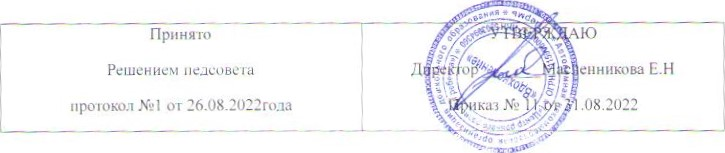 Принято
Решением педсовета
протокол №1 от 26.08.2022года
УТВЕРЖДАЮ
Директор Масленникова Е.Н
Приказ № 11 от 31.08.2022